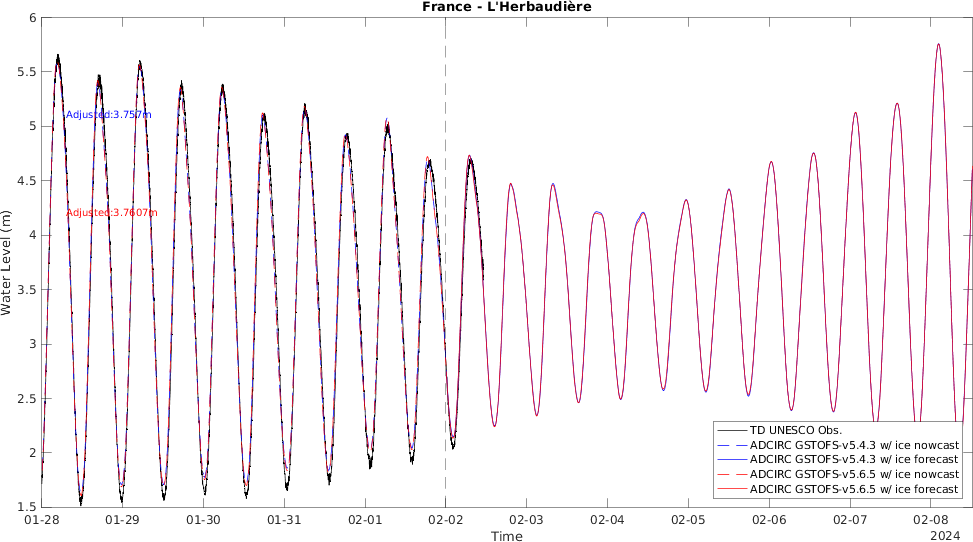 France - L'Herbaudière
6
5.5
5
4.5
4
3.5
3
2.5
2
1.5
Water Level (m)
Adjusted:3.757m
Adjusted:3.7607m
TD UNESCO Obs.
ADCIRC GSTOFS-v5.4.3 w/ ice nowcast
ADCIRC GSTOFS-v5.4.3 w/ ice forecast
ADCIRC GSTOFS-v5.6.5 w/ ice nowcast
ADCIRC GSTOFS-v5.6.5 w/ ice forecast
01-28 01-29 01-30 01-31 02-01 02-02 02-03 02-04 02-05 02-06 02-07 02-08
Time
2024